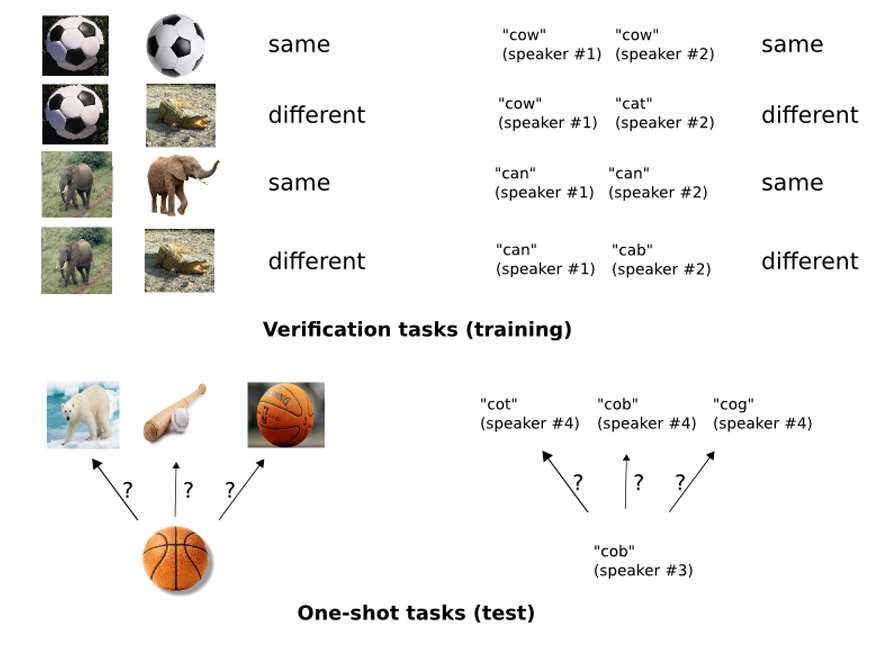 same
"cow" "cow"
(speaker #1) (speaker #2)
same
different
"cow" "cat"
(speaker #1) (speaker #2)
different
same
"can" "can"
(speaker #1) (speaker #2)
same
different
"can" "cab"
(speaker #1) (speaker #2)
different
Verification tasks (training)
"cot" "cob" "cog"
(speaker #4) (speaker #4) (speaker #4)
? ? ?
? ? ?
"cob"
(speaker #3)
One-shot tasks (test)